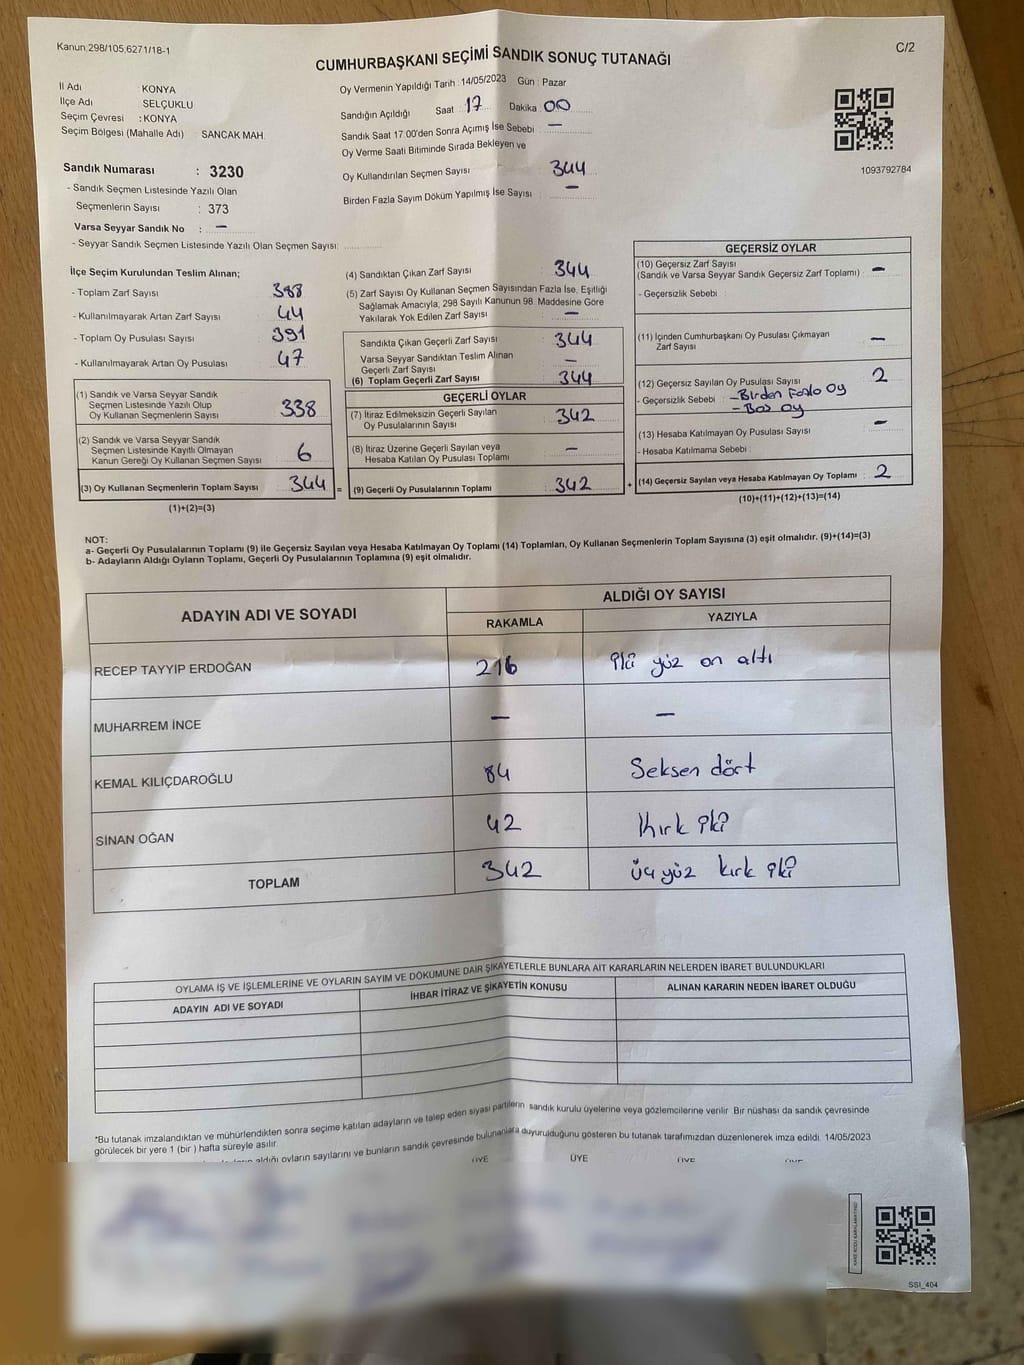 Kanun 298/105,6271/18-1
C/2
CUMHURBAŞKANI SEÇİMİ SANDIK SONUÇ TUTANAĞI
İl Adı : KONYA
İlçe Adı SELÇUKLU
Seçim Çevresi : KONYA
Seçim Bölgesi (Mahalle Adı) SANCAK MAH.
Sandık Numarası : 3230
- Sandık Seçmen Listesinde Yazılı Olan
Seçmenlerin Sayısı : 373
Varsa Seyyar Sandık No : –
- Seyyar Sandık Seçmen Listesinde Yazılı Olan Seçmen Sayısı:
Oy Vermenin Yapıldığı Tarih : 14/05/2023 Gün : Pazar
Sandığın Açıldığı Saat : 17 Dakika 00
Sandık Saat 17:00'den Sonra Açımış İse Sebebi –
Oy Verme Saati Bitiminde Sırada Bekleyen ve
Oy Kullandırılan Seçmen Sayısı 344
Birden Fazla Sayım Döküm Yapılmış İse Sayısı –
1093792784
İlçe Seçim Kurulundan Teslim Alınan;
- Toplam Zarf Sayısı 388
- Kullanılmayarak Artan Zarf Sayısı 44
- Toplam Oy Pusulası Sayısı 391
- Kullanılmayarak Artan Oy Pusulası 47
(1) Sandık ve Varsa Seyyar Sandık
Seçmen Listesinde Yazılı Olup
Oy Kullanan Seçmenlerin Sayısı 338
(2) Sandık ve Varsa Seyyar Sandık
Seçmen Listesinde Kayıtlı Olmayan
Kanun Gereği Oy Kullanan Seçmen Sayısı 6
(3) Oy Kullanan Seçmenlerin Toplam Sayısı 344 =
(1)+(2)=(3)
(4) Sandıktan Çıkan Zarf Sayısı 344
(5) Zarf Sayısı Oy Kullanan Seçmen Sayısından Fazla İse, Eşitliği
Sağlamak Amacıyla, 298 Sayılı Kanunun 98. Maddesine Göre
Yakılarak Yok Edilen Zarf Sayısı –
Sandıkta Çıkan Geçerli Zarf Sayısı 344
Varsa Seyyar Sandıktan Teslim Alınan
Geçerli Zarf Sayısı –
(6) Toplam Geçerli Zarf Sayısı 344
GEÇERLİ OYLAR
(7) İtiraz Edilmeksizin Geçerli Sayılan
Oy Pusulasının Sayısı 342
(8) İtiraz Üzerine Geçerli Sayılan veya
Hesaba Katılan Oy Pusulası Toplamı –
(9) Geçerli Oy Pusulalarının Toplamı 342 +
GEÇERSİZ OYLAR
(10) Geçersiz Zarf Sayısı
(Sandık ve Varsa Seyyar Sandık Geçersiz Zarf Toplamı) : –
- Geçersizlik Sebebi :
(11) İçinden Cumhurbaşkanı Oy Pusulası Çıkmayan
Zarf Sayısı –
(12) Geçersiz Sayılan Oy Pusulası Sayısı 2
- Geçersizlik Sebebi : - Birden Fazla Oy
- Boş Oy
(13) Hesaba Katılmayan Oy Pusulası Sayısı –
- Hesaba Katılmama Sebebi :
(14) Geçersiz Sayılan veya Hesaba Katılmayan Oy Toplamı : 2
(10)+(11)+(12)+(13)=(14)
NOT:
a- Geçerli Oy Pusulalarının Toplamı (9) ile Geçersiz Sayılan veya Hesaba Katılmayan Oy Toplamı (14) Toplamları, Oy Kullanan Seçmenlerin Toplam Sayısına (3) eşit olmalıdır. (9)+(14)=(3)
b- Adayların Aldığı Oyların Toplamı, Geçerli Oy Pusulalarının Toplamına (9) eşit olmalıdır.
ADAYIN ADI VE SOYADI ALDIĞI OY SAYISI
RAKAMLA YAZIYLA
RECEP TAYYIP ERDOĞAN 216 iki yüz on altı
MUHARREM İNCE – –
KEMAL KILIÇDAROĞLU 84 Seksen dört
SİNAN OĞAN 42 Kırk iki
TOPLAM 342 üçyüz kırk iki
OYLAMA İŞ VE İŞLEMLERİNE VE OYLARIN SAYIM VE DÖKÜMÜNE DAİR ŞİKAYETLERLE BUNLARA AİT KARARLARIN NELERDEN İBARET BULUNDUKLARI
ADAYIN ADI VE SOYADI İHBAR İTİRAZ VE ŞİKAYETİN KONUSU ALINAN KARARIN NEDEN İBARET OLDUĞU
*Bu tutanak imzalandıktan ve mühürlendikten sonra seçime katılan adayların ve talep eden siyasi partilerin sandık kurulu üyelerine veya gözlemcilerine verilir. Bir nüshası da sandık çevresinde
görülecek bir yere 1 (bir ) hafta süreyle asılır.
aldığı oyların sayılarını ve bunların sandık çevresinde bulunanlara duyurulduğunu gösteren bu tutanak tarafımızdan düzenlenerek imza edildi. 14/05/2023
ÜYE ÜYE ÜYE ÜYE
SSI_404